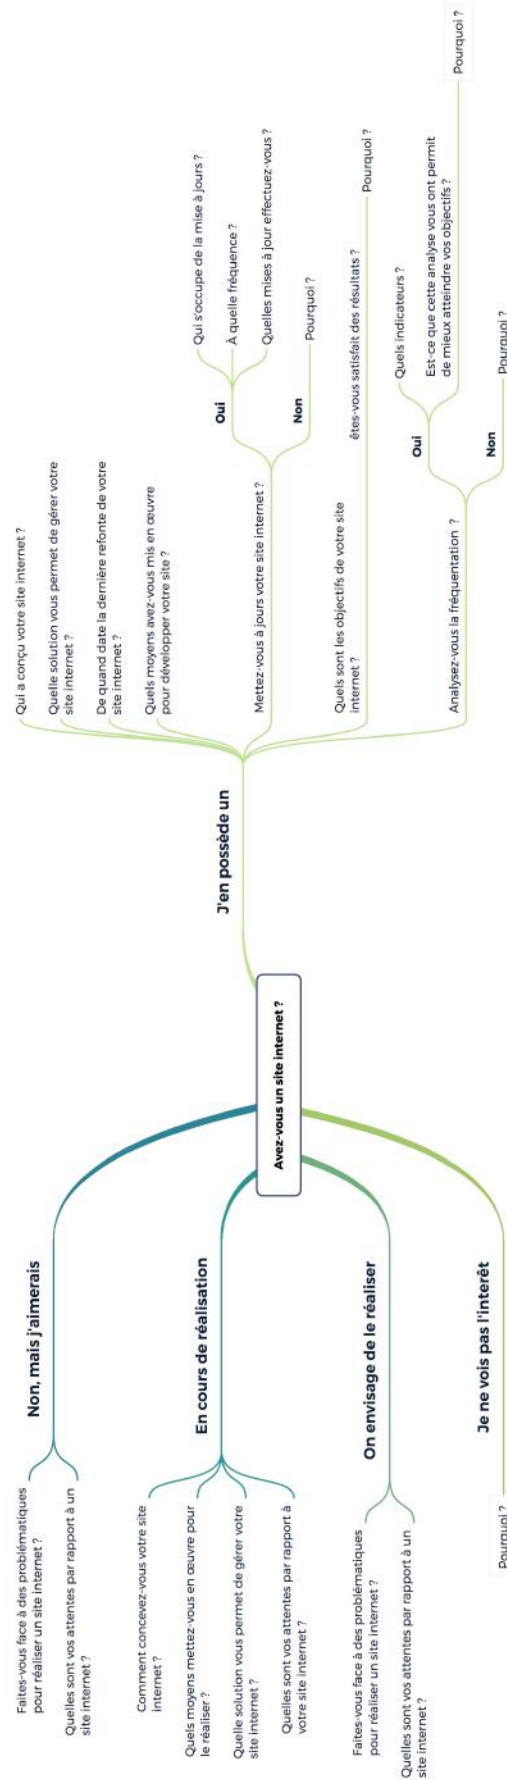 Avez-vous un site internet ?
J'en possède un
Qui a conçu votre site internet ?
Quelle solution vous permet de gérer votre
site internet ?
De quand date la dernière refonte de votre
site internet ?
Quels moyens avez-vous mis en œuvre
pour développer votre site ?
Mettez-vous à jours votre site internet ?
Oui
Qui s'occupe de la mise à jours ?
À quelle fréquence ?
Quelles mises à jour effectuez-vous ?
Non
Pourquoi ?
Quels sont les objectifs de votre site
internet ?
êtes-vous satisfait des résultats ?
Pourquoi ?
Analysez-vous la fréquentation ?
Oui
Quels indicateurs ?
Est-ce que cette analyse vous ont permit
de mieux atteindre vos objectifs ?
Pourquoi ?
Non
Pourquoi ?
Non, mais j'aimerais
Faites-vous face à des problématiques
pour réaliser un site internet ?
Quelles sont vos attentes par rapport à un
site internet ?
En cours de réalisation
Comment concevez-vous votre site
internet ?
Quels moyens mettez-vous en œuvre pour
le réaliser ?
Quelle solution vous permet de gérer votre
site internet ?
Quelles sont vos attentes par rapport à
votre site internet ?
On envisage de le réaliser
Faites-vous face à des problématiques
pour réaliser un site internet ?
Quelles sont vos attentes par rapport à un
site internet ?
Je ne vois pas l'interêt
Pourquoi ?